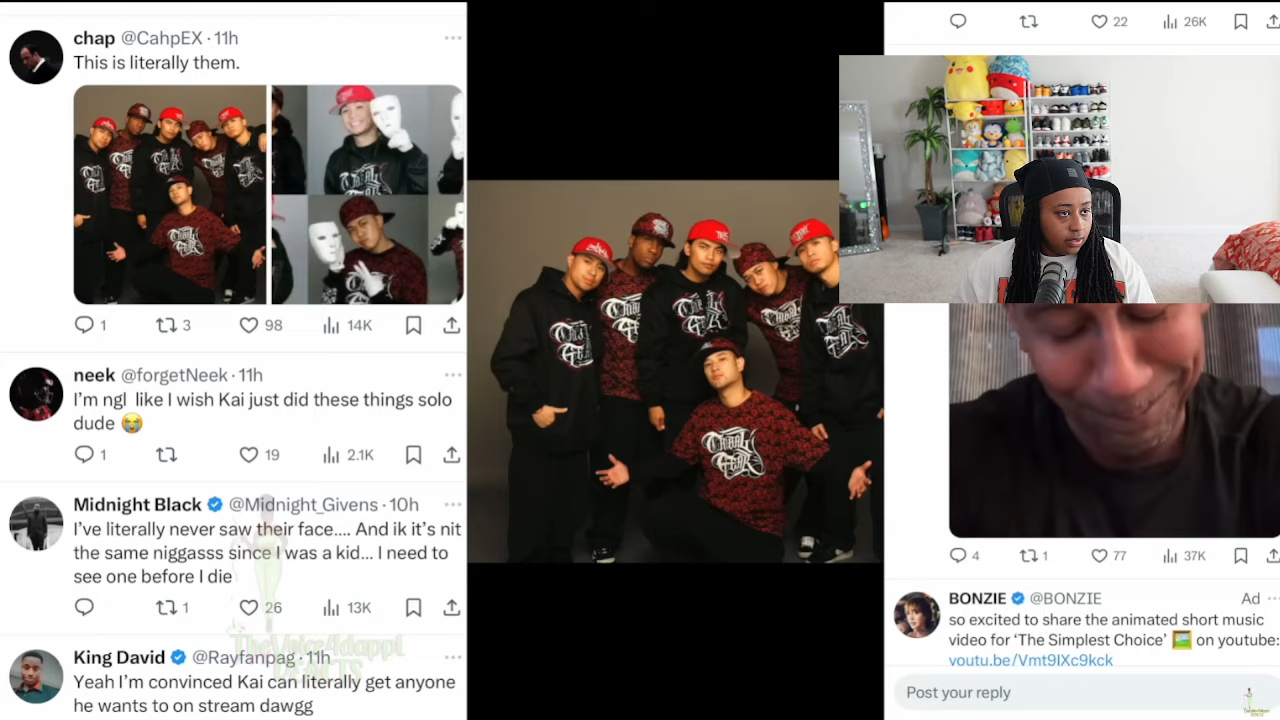 chap @CahpEX · 11h
This is literally them.
1
3
98
14K
neek @forgetNeek · 11h
I'm ngl like I wish Kai just did these things solo
dude 😭
1
19
2.1K
Midnight Black @Midnight_Givens · 10h
I've literally never saw their face.... And ik it's nit
the same niggasss since I was a kid... I need to
see one before I die
1
26
13K
King David @Rayfanpag · 11h
Yeah I'm convinced Kai can literally get anyone
he wants to on stream dawgg
TheVoice4dappl
REACTS
22
26K
4
1
77
37K
BONZIE @BONZIE Ad
so excited to share the animated short music
video for ‘The Simplest Choice’ 🖼️ on youtube:
youtu.be/Vmt9IXc9kck
Post your reply